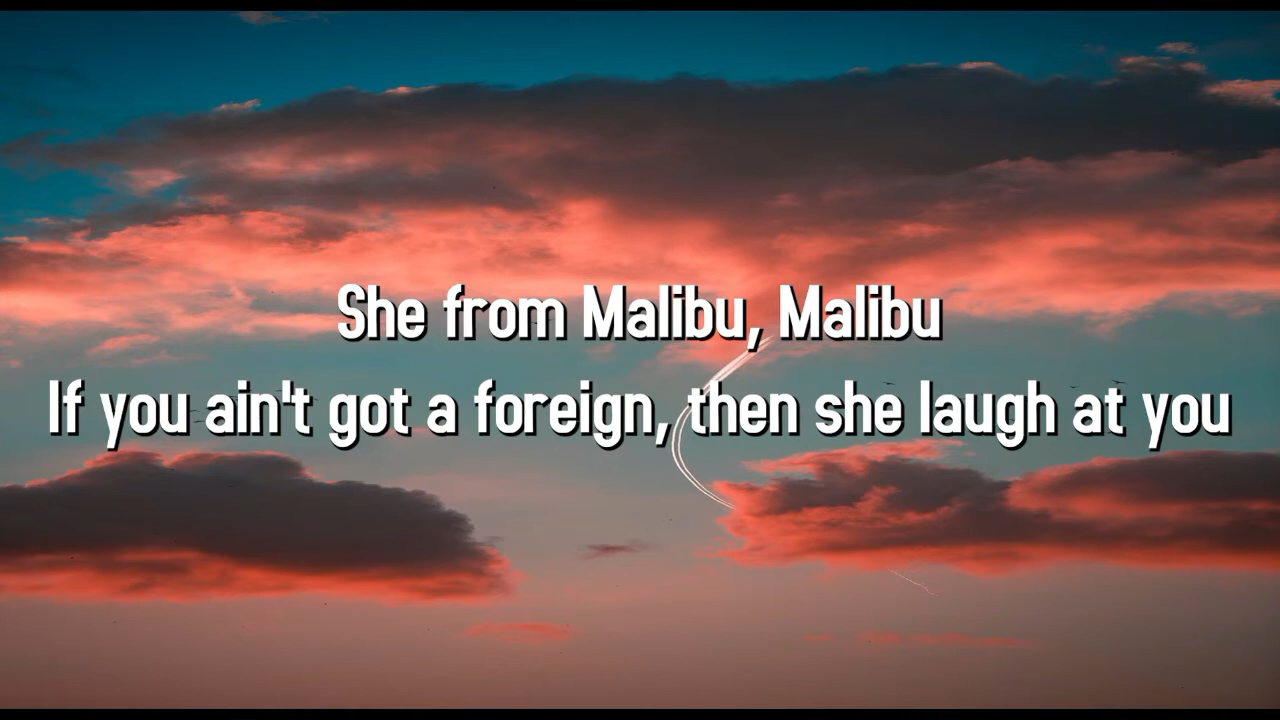 She from Malibu, Malibu
If you ain't got a foreign, then she laugh at you